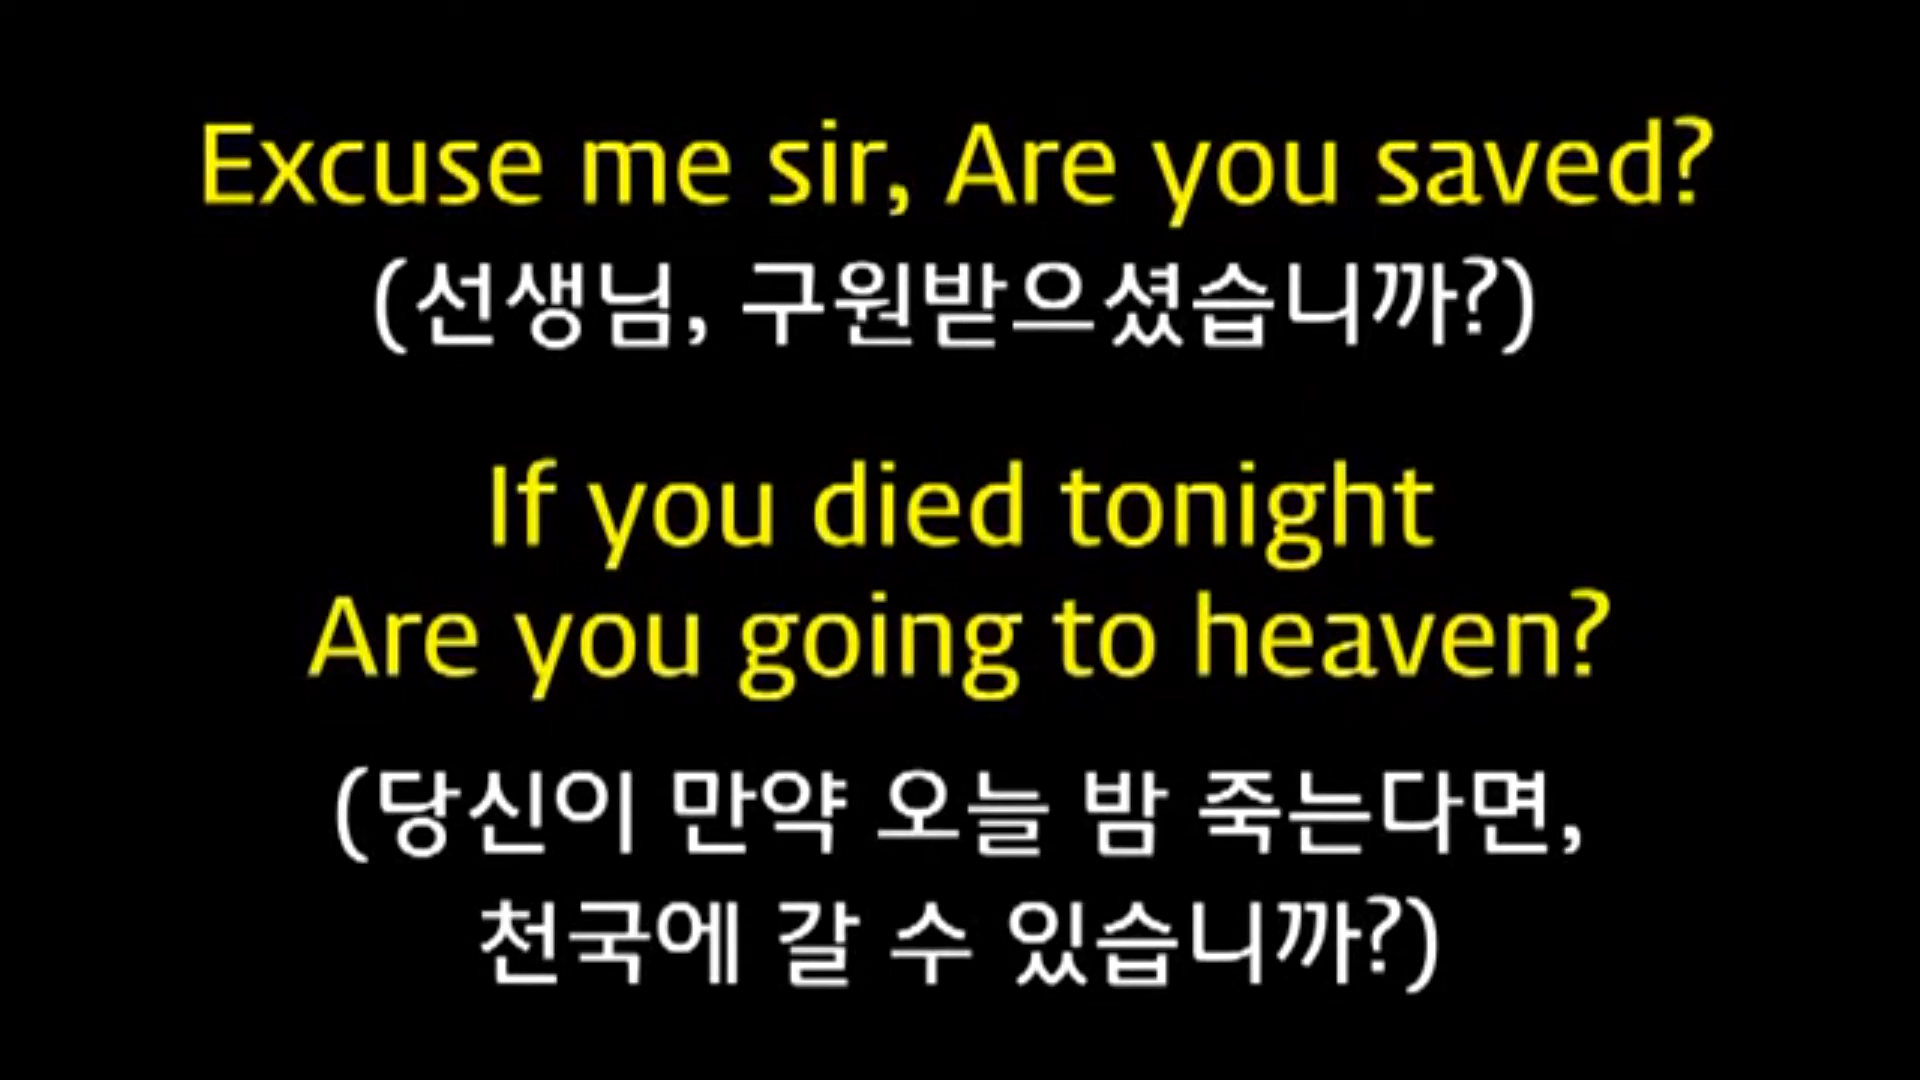 Excuse me sir, Are you saved?
(선생님, 구원받으셨습니까?)
If you died tonight
Are you going to heaven?
(당신이 만약 오늘 밤 죽는다면,
천국에 갈 수 있습니까?)